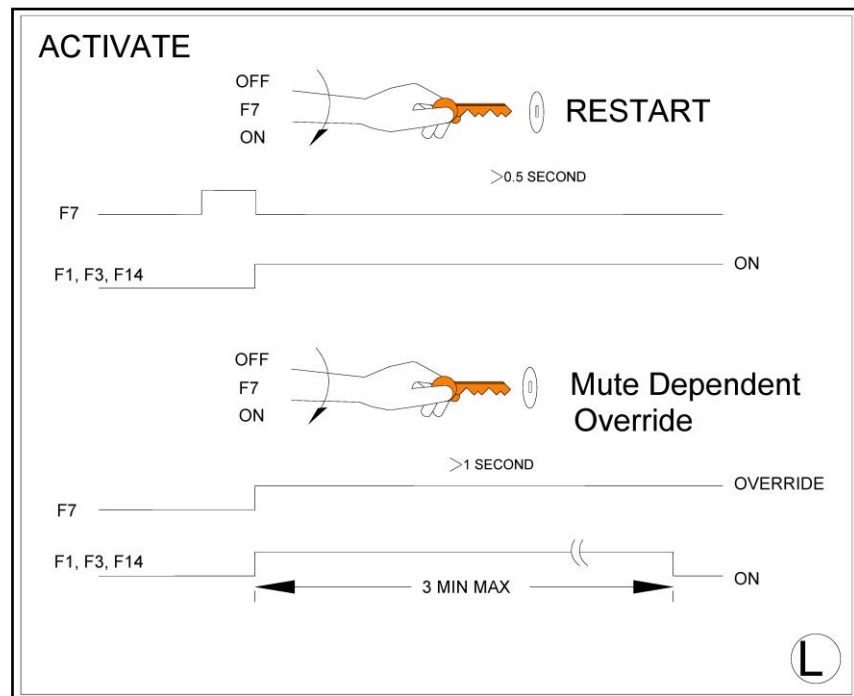 ACTIVATE
OFF
F7
ON
RESTART
>0.5 SECOND
F7
F1, F3, F14
ON
OFF
F7
ON
Mute Dependent
Override
>1 SECOND
F7
OVERRIDE
F1, F3, F14
3 MIN MAX
ON
L